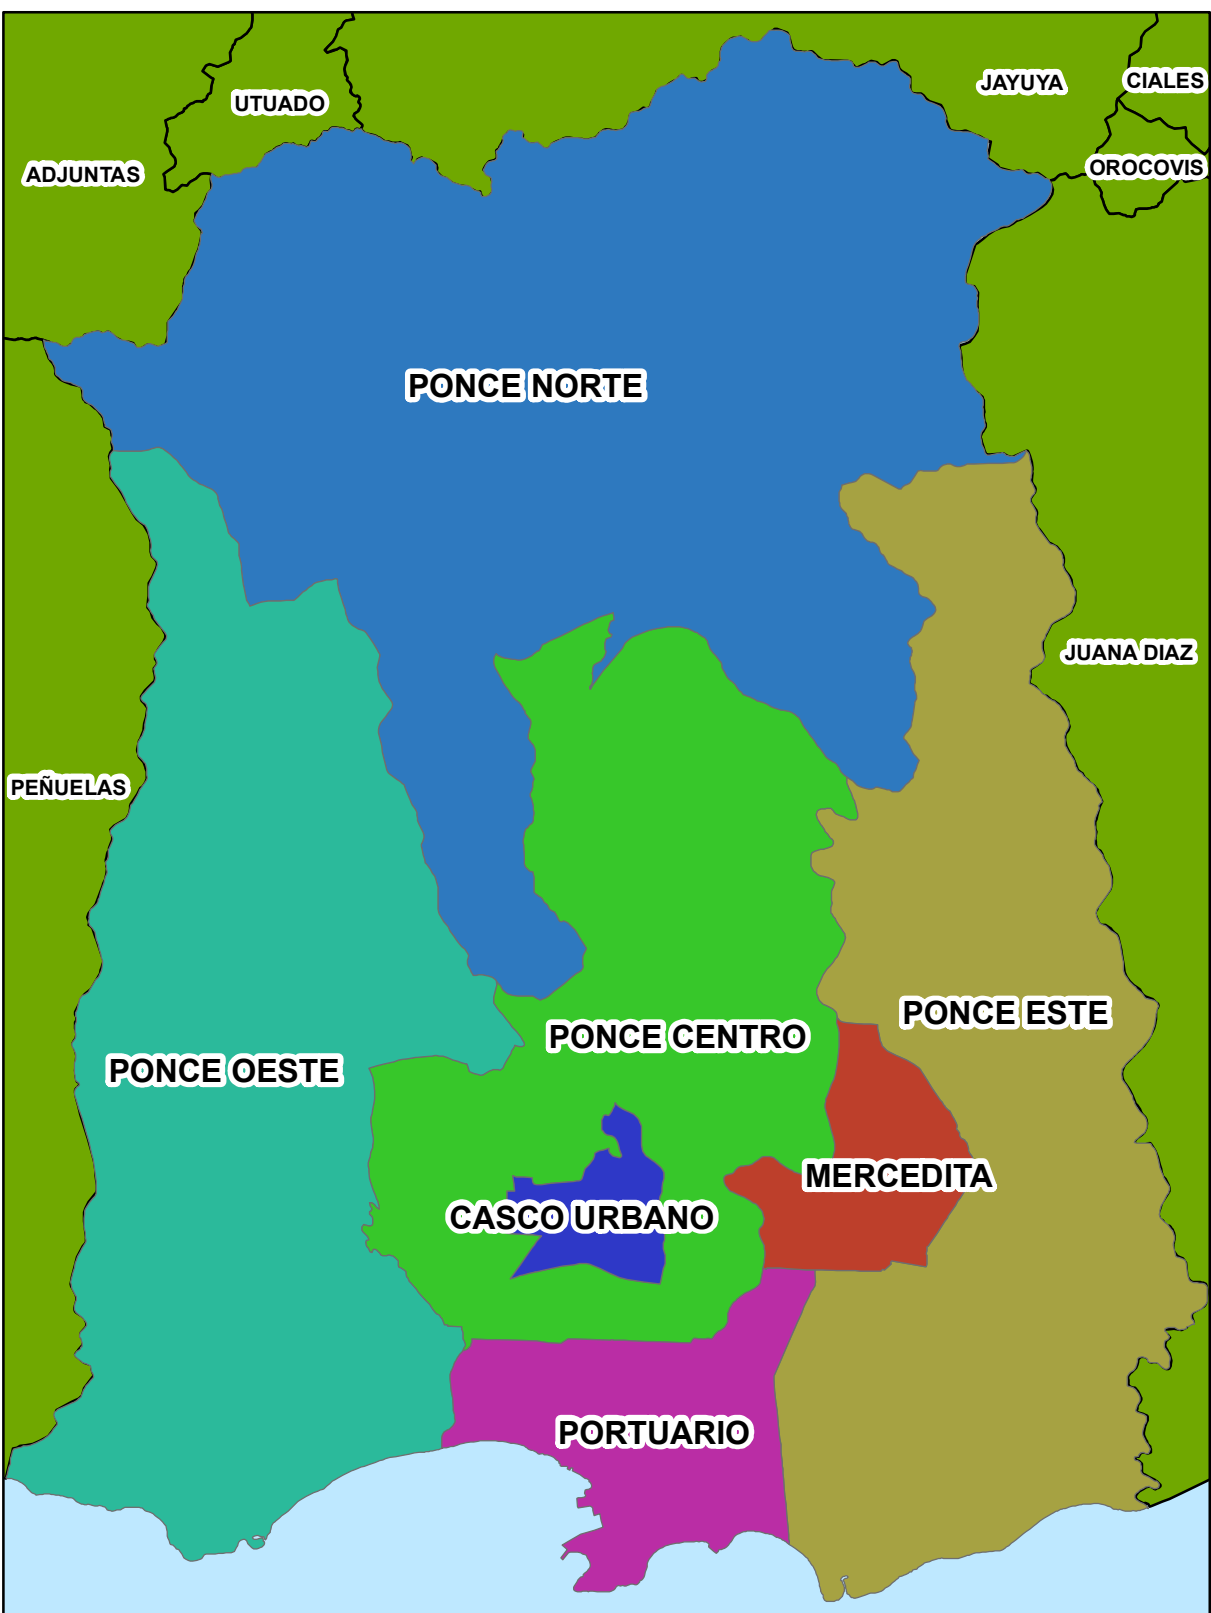 JAYUYA
CIALES
UTUADO
OROCOVIS
ADJUNTAS
PONCE NORTE
JUANA DIAZ
PEÑUELAS
PONCE ESTE
PONCE CENTRO
PONCE OESTE
MERCEDITA
CASCO URBANO
PORTUARIO